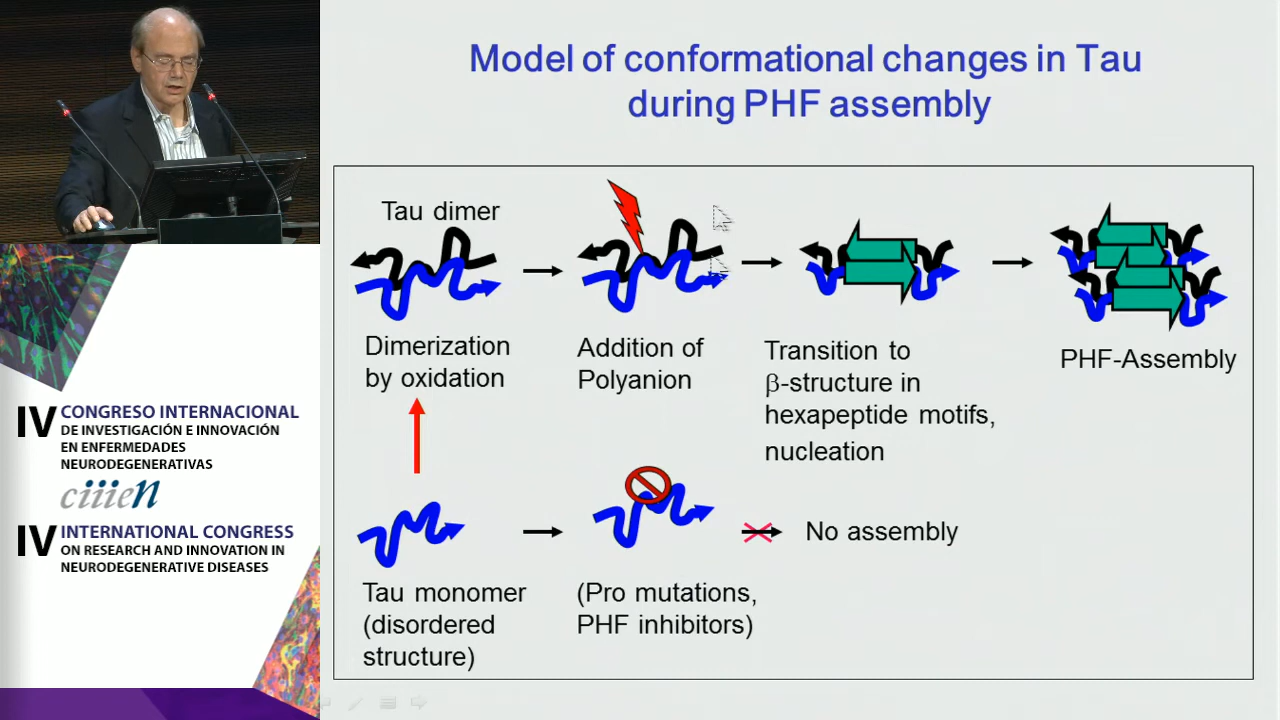 Model of conformational changes in Tau
during PHF assembly
Tau dimer
Dimerization
by oxidation
Addition of
Polyanion
Transition to
β-structure in
hexapeptide motifs,
nucleation
PHF-Assembly
Tau monomer
(disordered
structure)
(Pro mutations,
PHF inhibitors)
No assembly
IV CONGRESO INTERNACIONAL
DE INVESTIGACIÓN E INNOVACIÓN
EN ENFERMEDADES
NEURODEGENERATIVAS
ciiien
IV INTERNATIONAL CONGRESS
ON RESEARCH AND INNOVATION IN
NEURODEGENERATIVE DISEASES